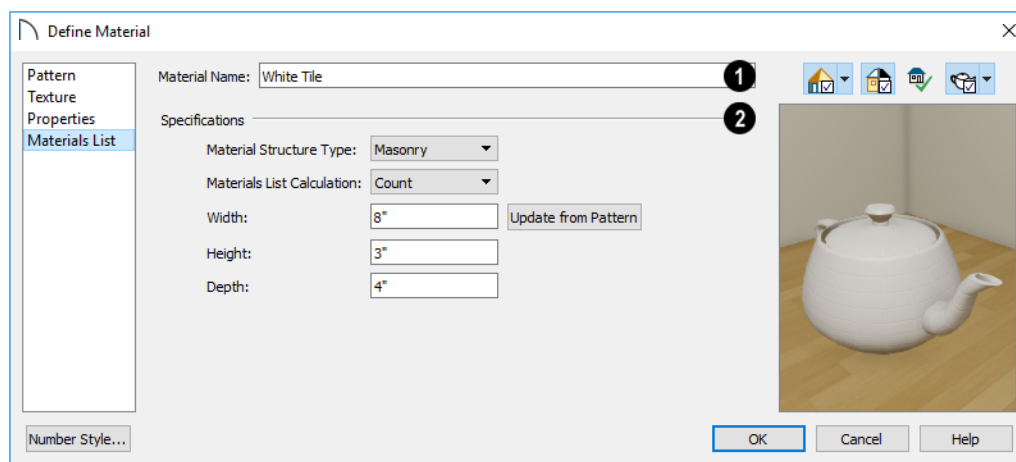 Define Material
Pattern
Texture
Properties
Materials List
Material Name: White Tile 1
Specifications 2
Material Structure Type: Masonry
Materials List Calculation: Count
Width: 8" Update from Pattern
Height: 3"
Depth: 4"
Number Style... OK Cancel Help